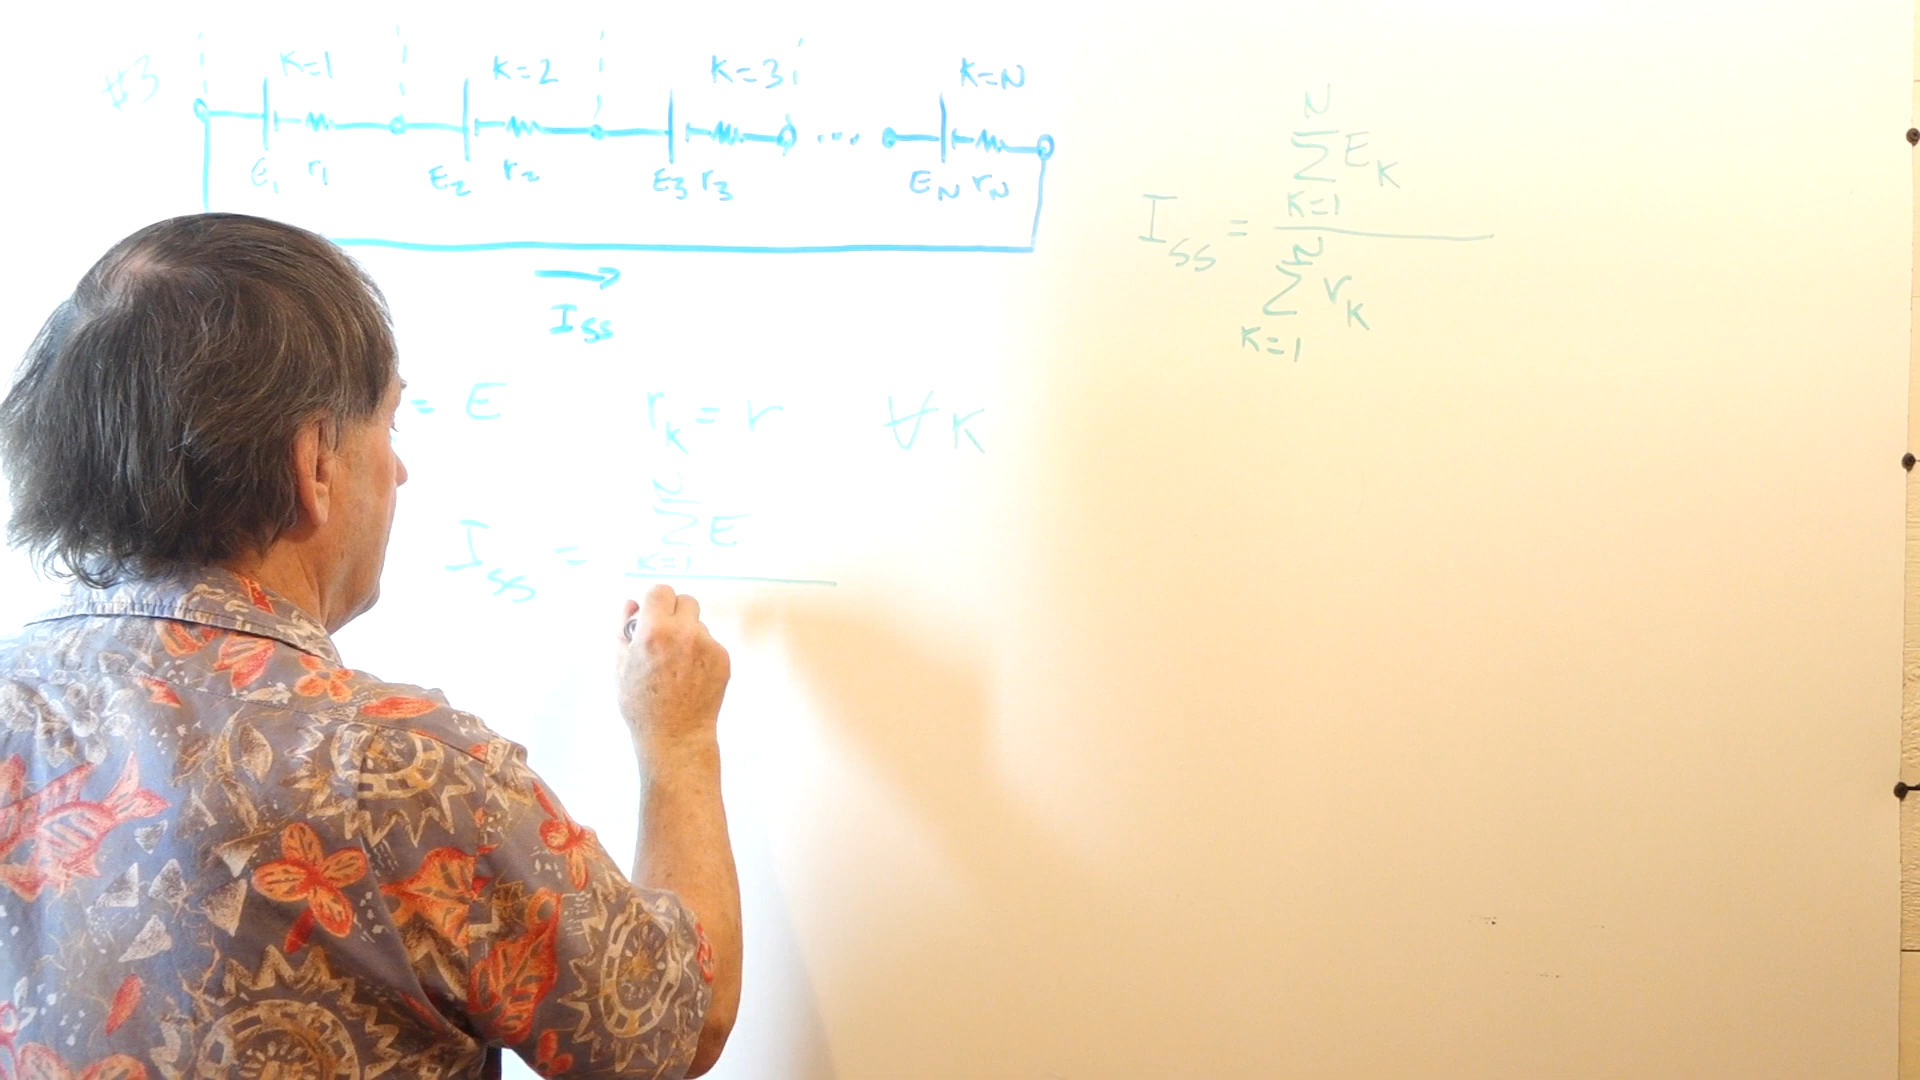 #3
K=1 K=2 K=3 K=N
E1 r1 E2 r2 E3 r3 ... EN rN
ISS
= E rK = r ∀K
N
ISS = ∑ E
K=1
N
∑ EK
K=1
ISS =
N
∑ rK
K=1